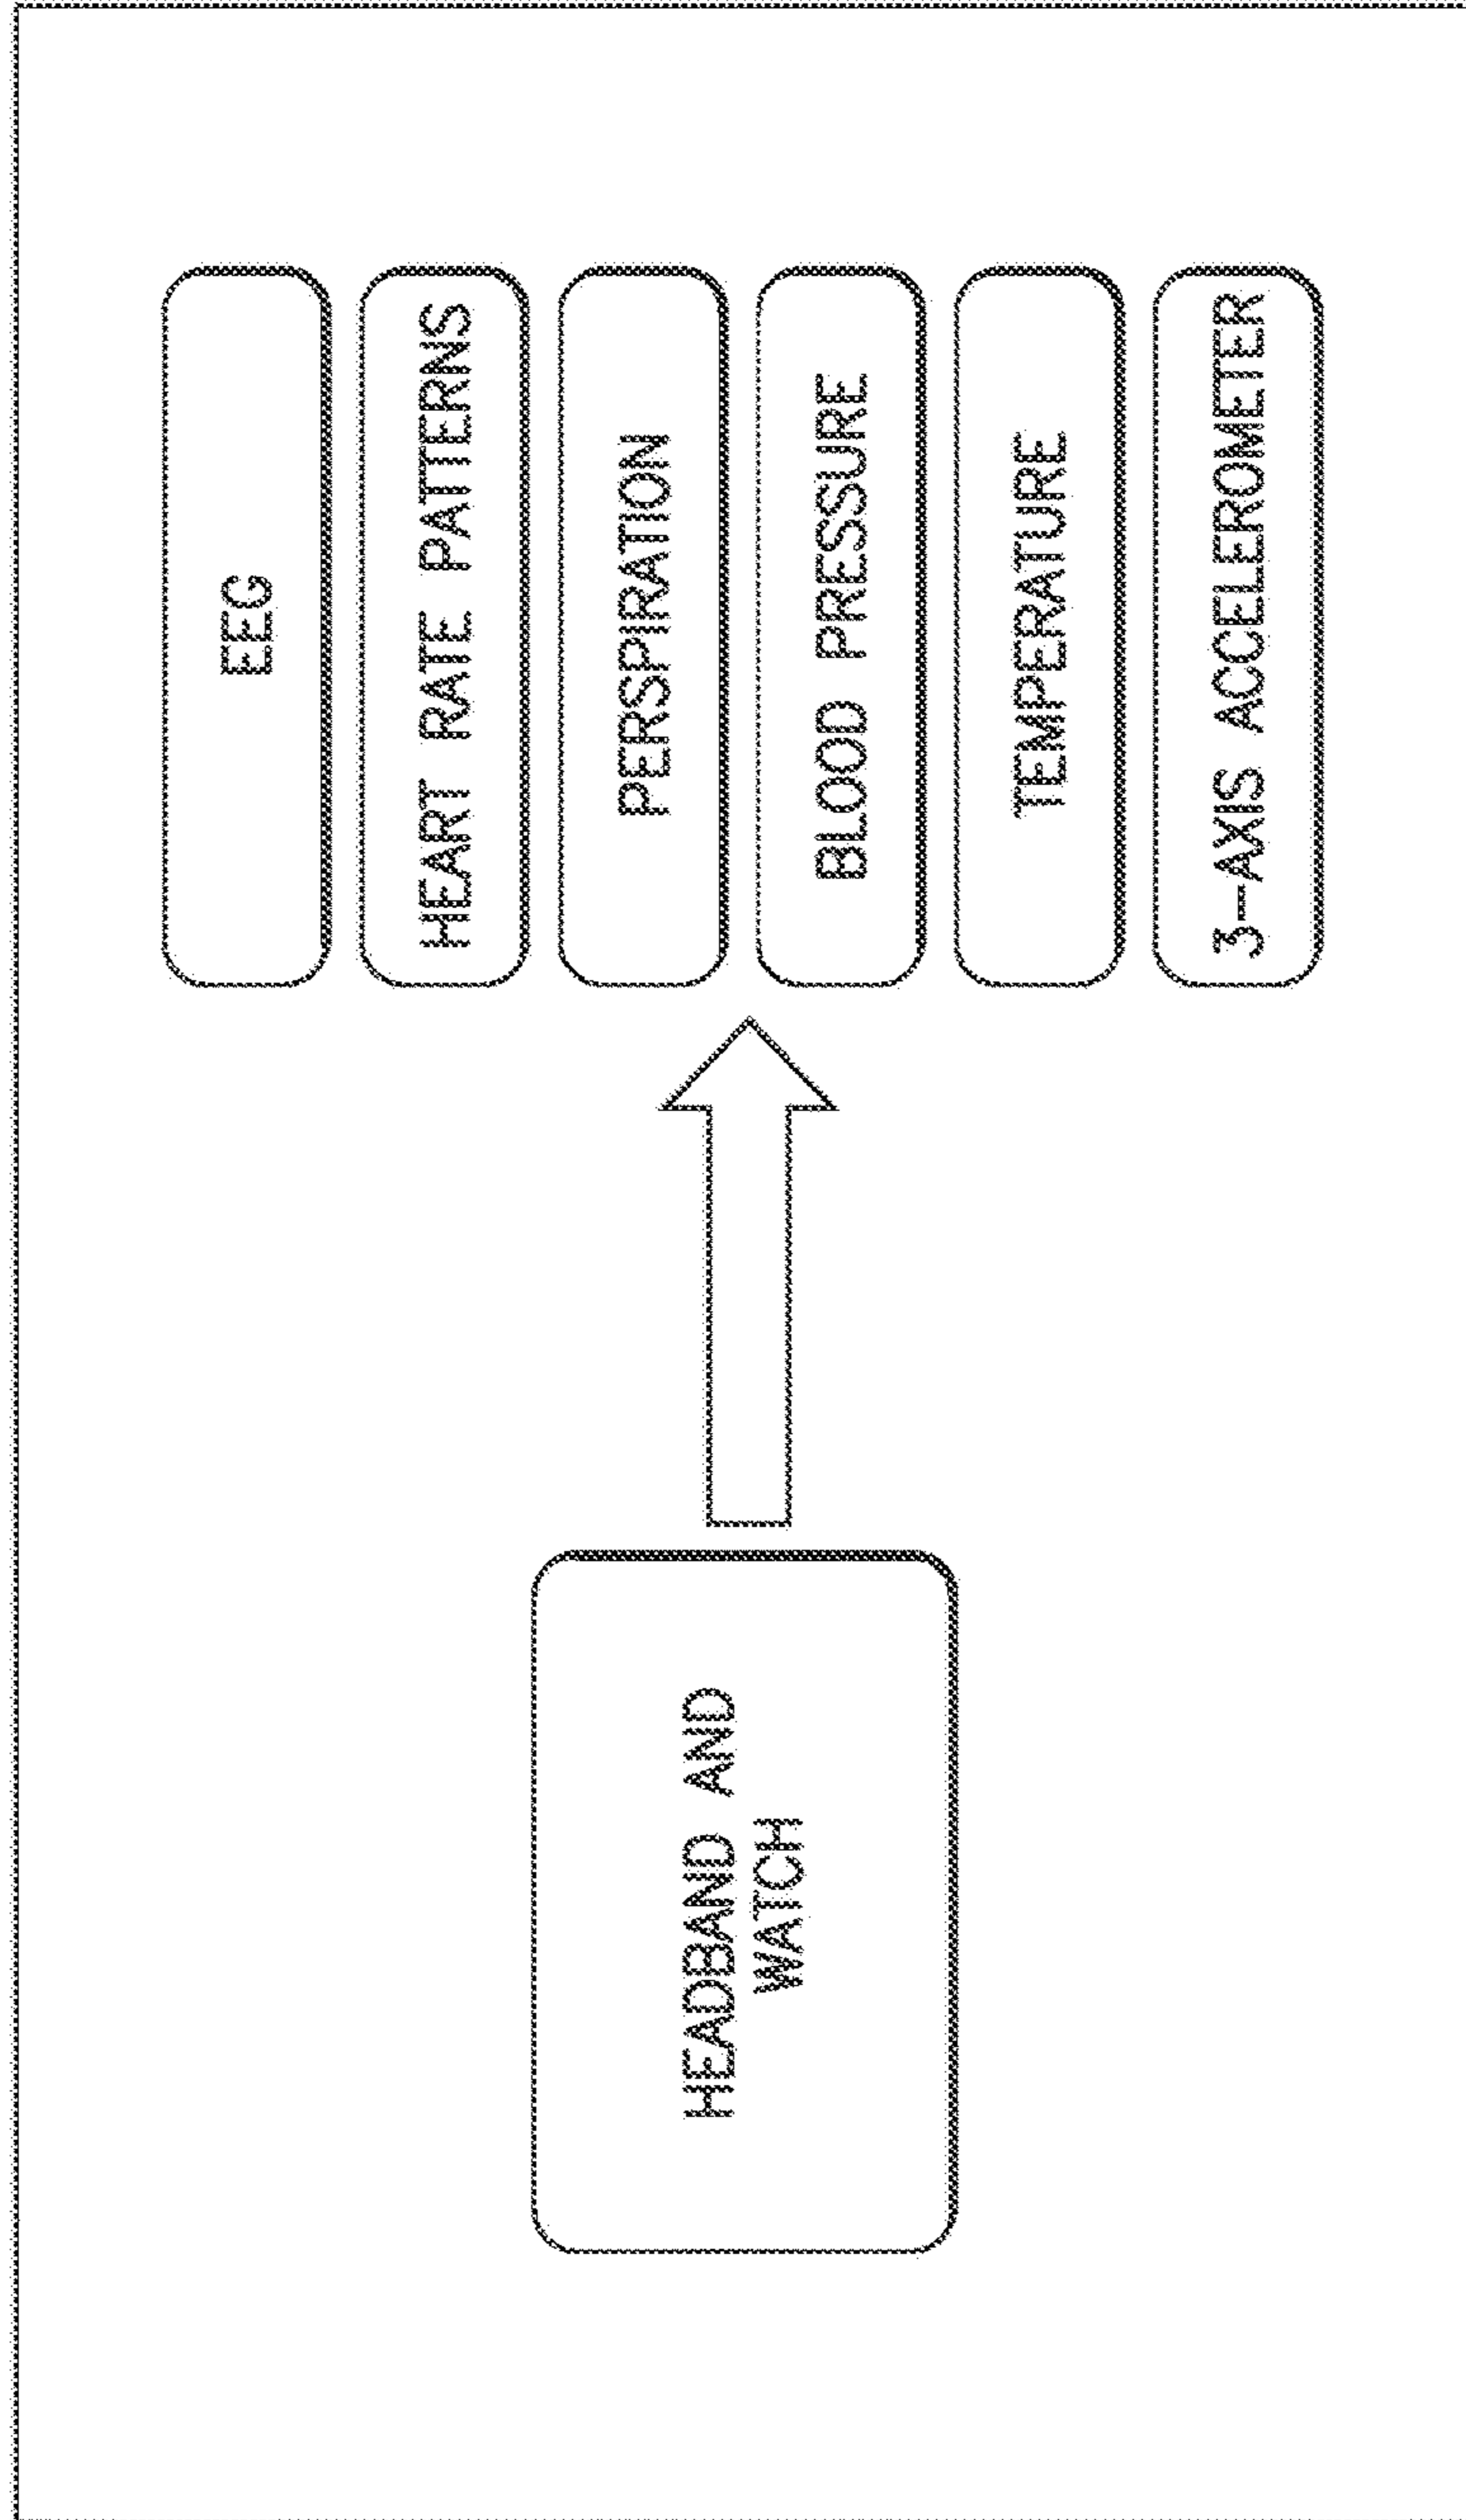 HEADBAND AND
WATCH
EEG
HEART RATE PATTERNS
PERSPIRATION
BLOOD PRESSURE
TEMPERATURE
3-AXIS ACCELEROMETER